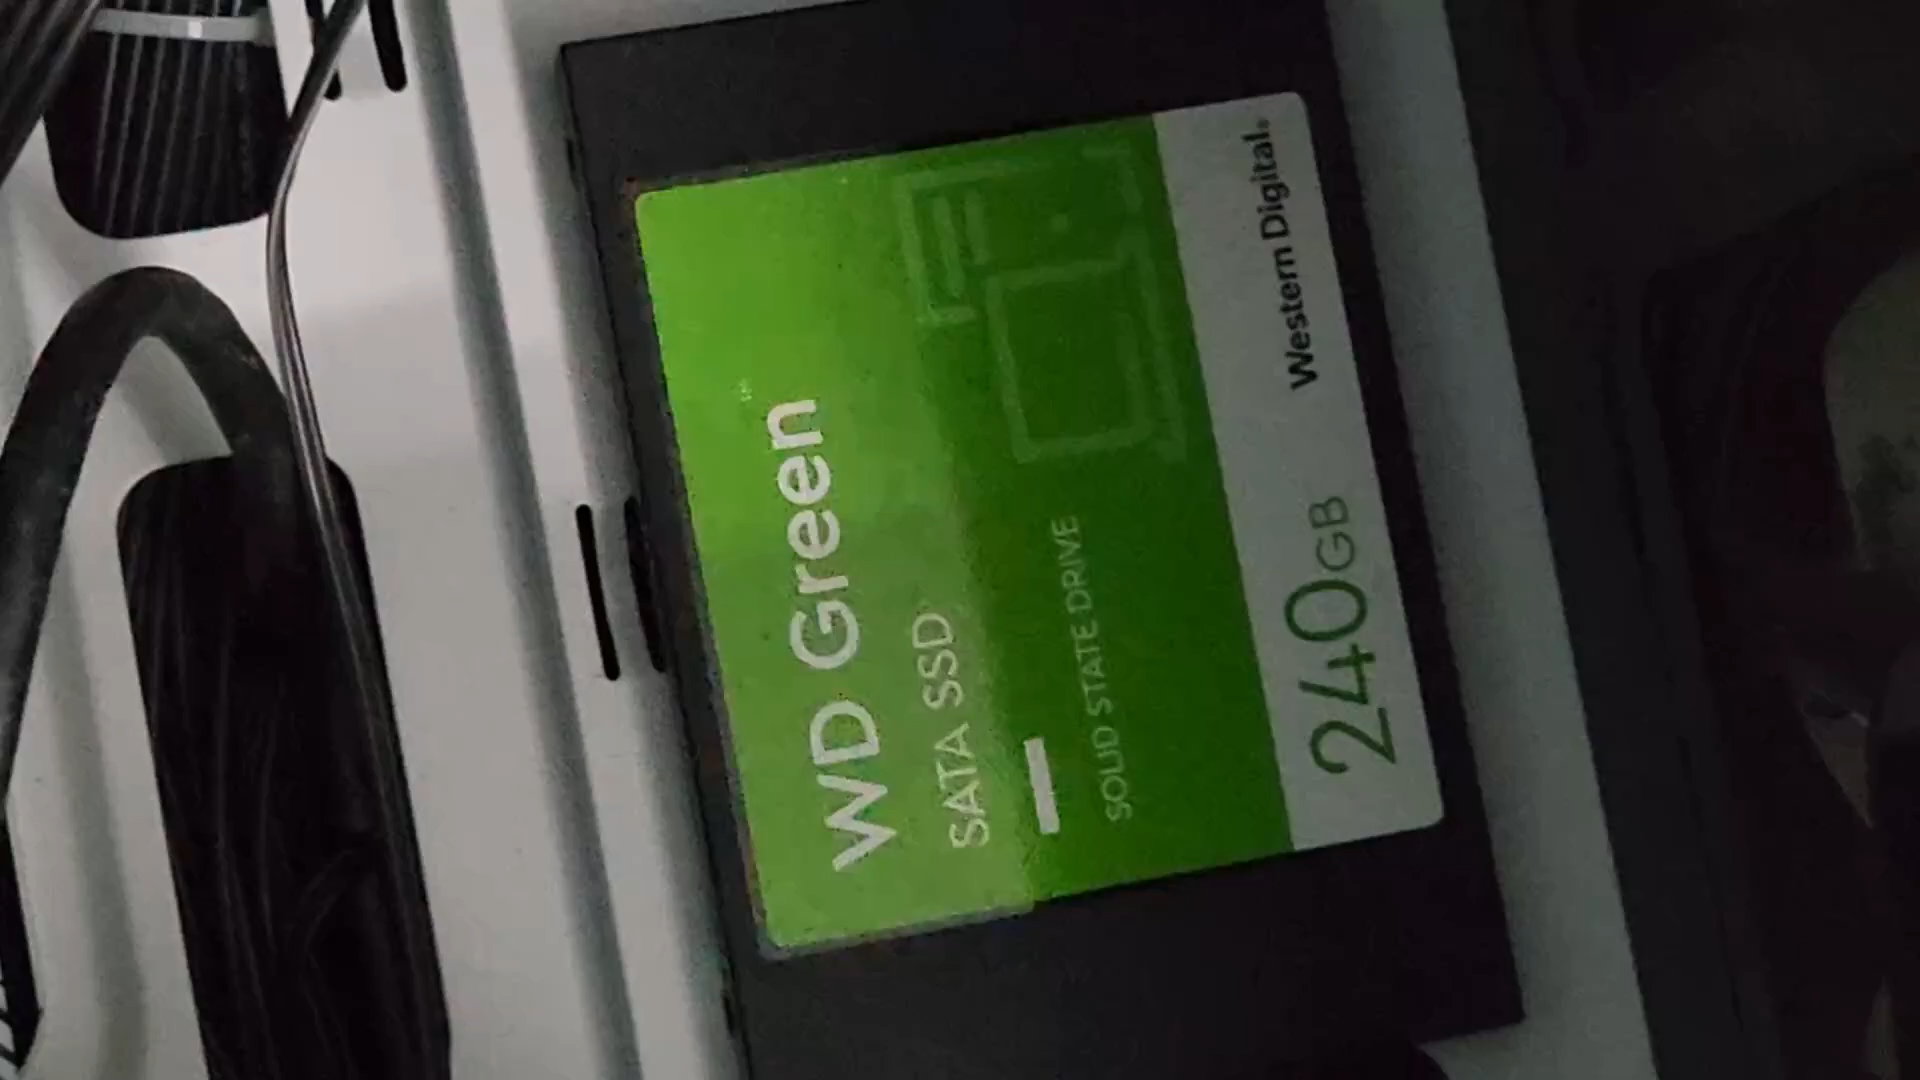 WD Green
SATA SSD
SOLID STATE DRIVE
240GB
Western Digital®